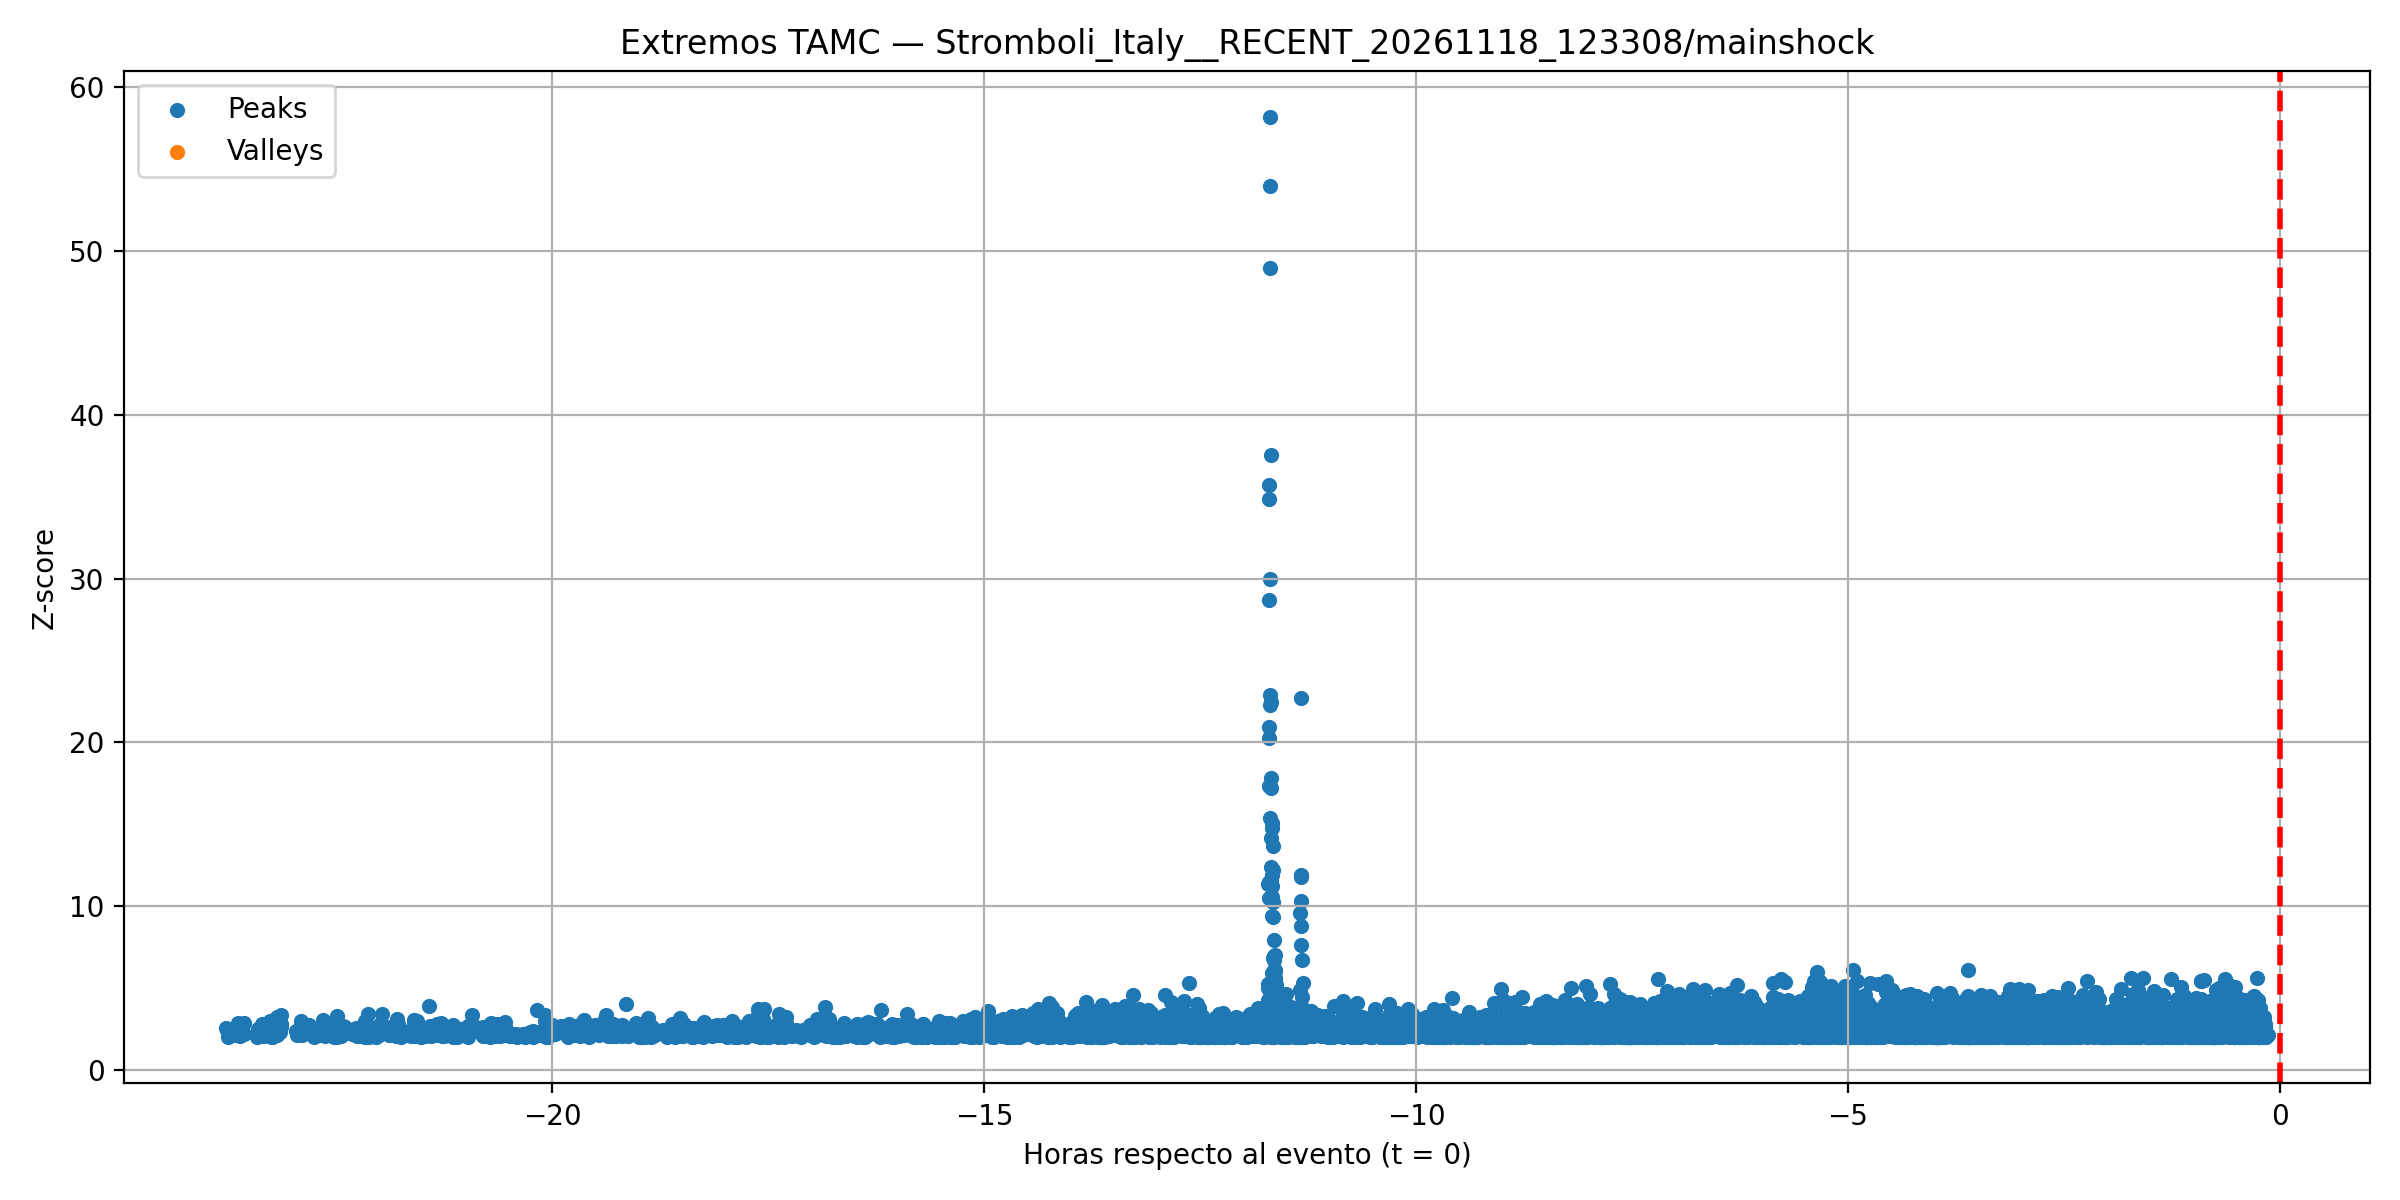 Extremos TAMC — Stromboli_Italy__RECENT_20261118_123308/mainshock
Peaks
Valleys
60
50
40
30
20
10
0
Z-score
−20
−15
−10
−5
0
Horas respecto al evento (t = 0)